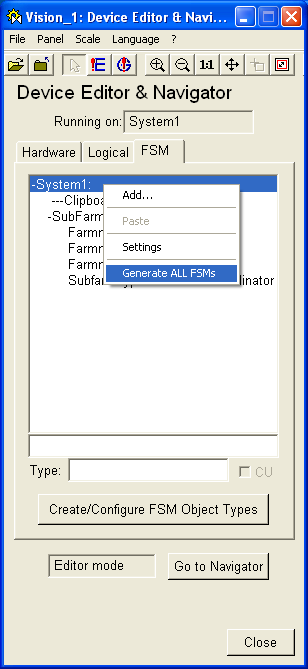 Vision_1: Device Editor & Navigator
File Panel Scale Language ?
1:1
Device Editor & Navigator
Running on: System1
Hardware Logical FSM
-System1:
Add...
---Clipboa
Paste
-SubFarm
Farmn
Settings
Farmn
Farmn
Generate ALL FSMs
Subfar
dinator
Type: CU
Create/Configure FSM Object Types
Editor mode Go to Navigator
Close